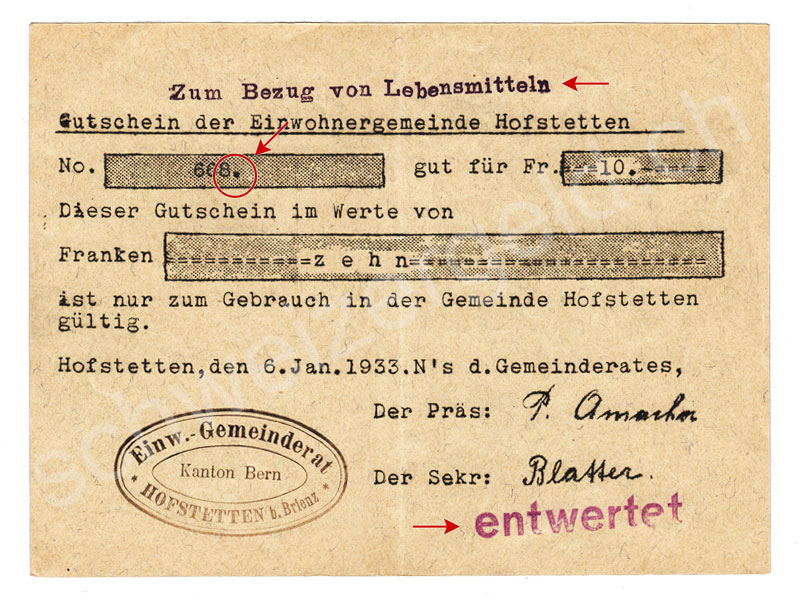 Zum Bezug von Lebensmitteln
Gutschein der Einwohnergemeinde Hofstetten
No. 668. gut für Fr.===10.=====
Dieser Gutschein im Werte von
Franken ===========z e h n======================
ist nur zum Gebrauch in der Gemeinde Hofstetten
gültig.
Hofstetten,den 6.Jan.1933.N's d.Gemeinderates,
Der Präs: P. Amacher
Der Sekr: Blatter.
Einw.-Gemeinderat
Kanton Bern
* HOFSTETTEN b. Brienz *
entwertet
schweizergeld.ch